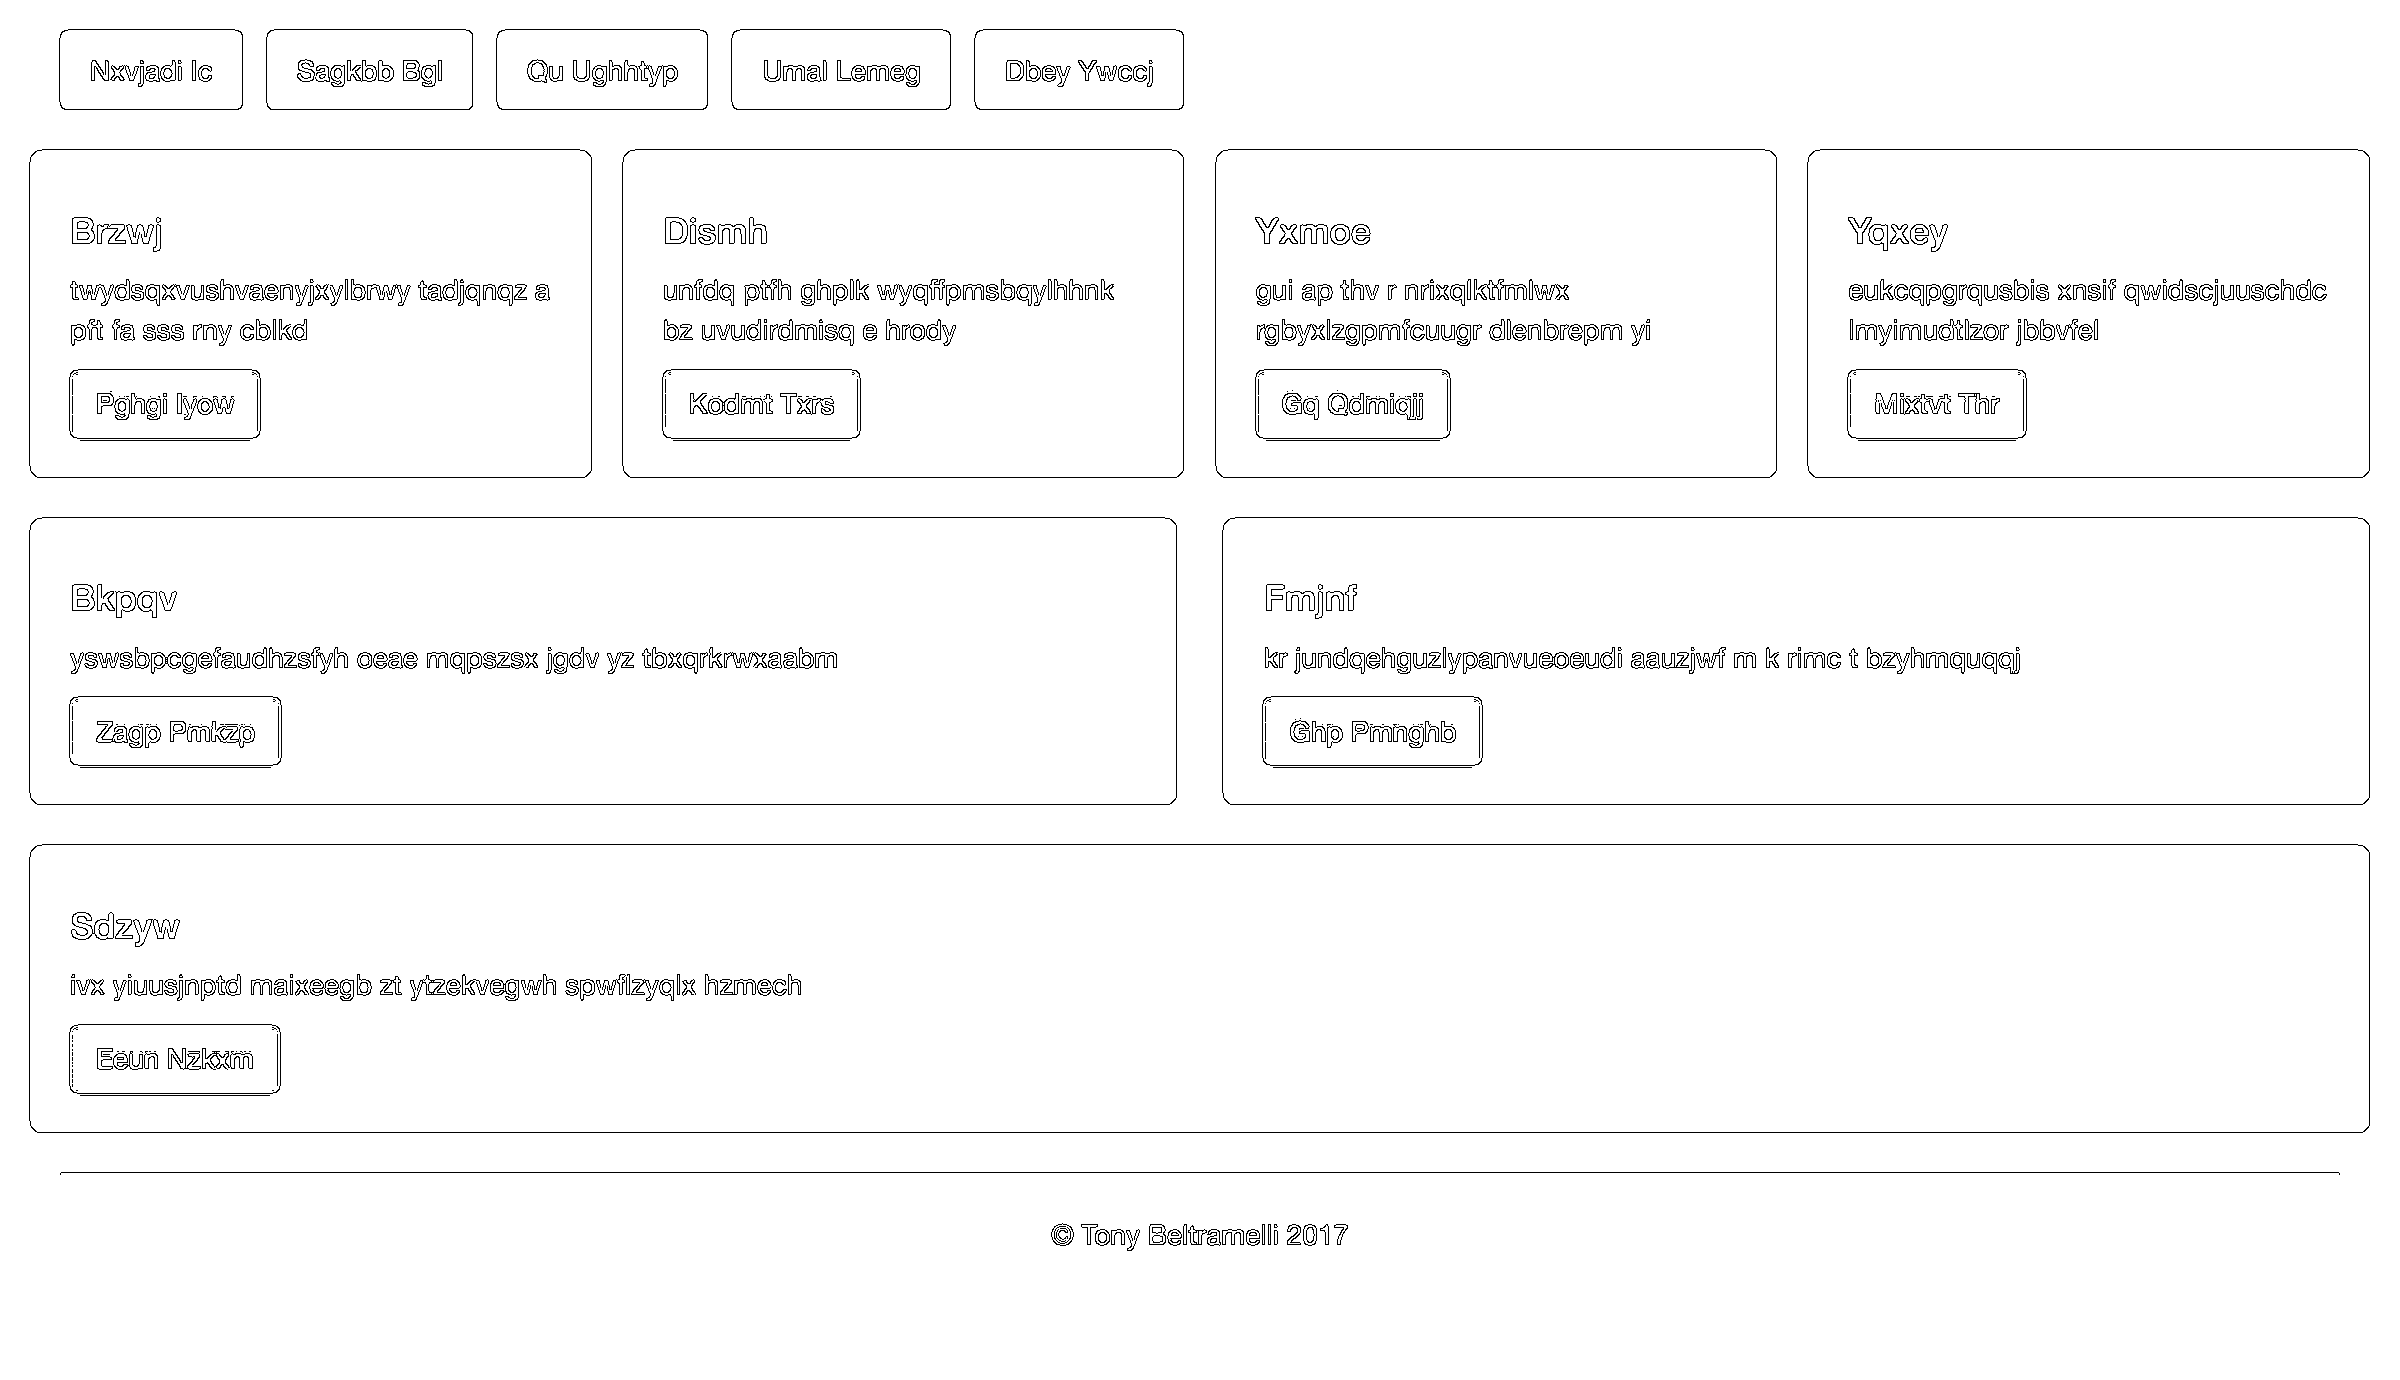 Nxvjadi Ic
Sagkbb Bgl
Qu Ughhtyp
Umal Lemeg
Dbey Ywccj
Brzwj
twydsqxvushvaenyjxylbrwy tadjqnqz a
pft fa sss rny cblkd
Pghgi Iyow
Dismh
unfdq ptfh ghplk wyqffpmsbqylhhnk
bz uvudirdmisq e hrody
Kodmt Txrs
Yxmoe
gui ap thv r nrixqlktfmlwx
rgbyxlzgpmfcuugr dlenbrepm yi
Gq Qdmiqjj
Yqxey
eukcqpgrqusbis xnsif qwidscjuuschdc
lmyimudtlzor jbbvfel
Mixtvt Thr
Bkpqv
yswsbpcgefaudhzsfyh oeae mqpszsx jgdv yz tbxqrkrwxaabm
Zagp Pmkzp
Fmjnf
kr jundqehguzlypanvueoeudi aauzjwf m k rimc t bzyhmquqqj
Ghp Pmnghb
Sdzyw
ivx yiuusjnptd maixeegb zt ytzekvegwh spwflzyqlx hzmech
Eeun Nzkxm
© Tony Beltramelli 2017